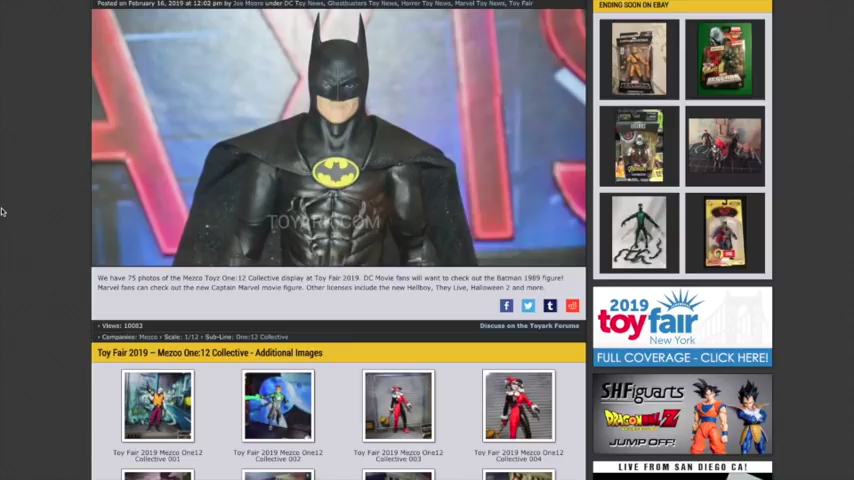 Posted on February 16, 2019 at 12:02 pm by Joe Moore under DC Toy News, Ghostbusters Toy News, Horror Toy News, Marvel Toy News, Toy Fair
ENDING SOON ON EBAY
TOYARK.COM
We have 75 photos of the Mezco Toyz One:12 Collective display at Toy Fair 2019. DC Movie fans will want to check out the Batman 1989 figure!
Marvel fans can check out the new Captain Marvel movie figure. Other licenses include the new Hellboy, They Live, Halloween 2 and more.
› Views: 10083
Discuss on the Toyark Forums
› Companies: Mezco › Scale: 1/12 › Sub-Line: One:12 Collective
Toy Fair 2019 – Mezco One:12 Collective - Additional Images
Toy Fair 2019 Mezco One12
Collective 001
Toy Fair 2019 Mezco One12
Collective 002
Toy Fair 2019 Mezco One12
Collective 003
Toy Fair 2019 Mezco One12
Collective 004
2019
toy fair
New York
FULL COVERAGE - CLICK HERE!
SHFiguarts
DRAGONBALL Z
JUMP OFF!
LIVE FROM SAN DIEGO CA!